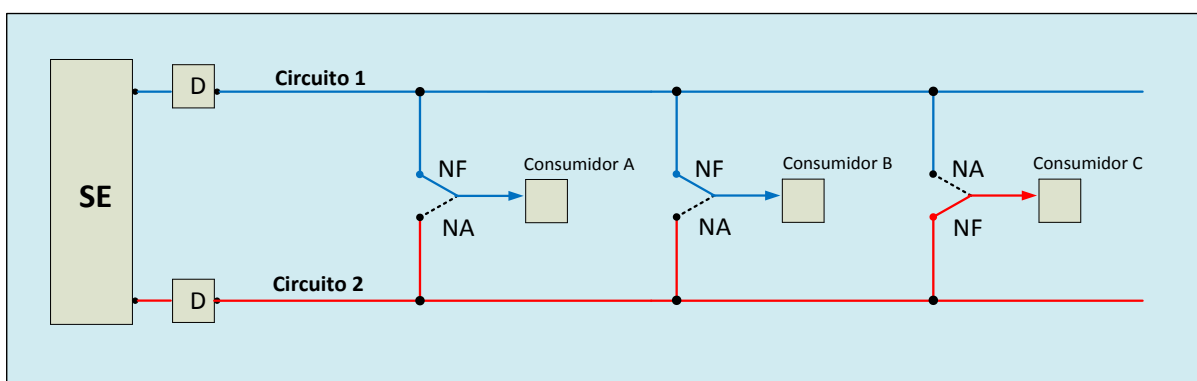 D
Circuito 1
NF
Consumidor A
NF
Consumidor B
NA
Consumidor C
SE
NA
NA
NF
D
Circuito 2